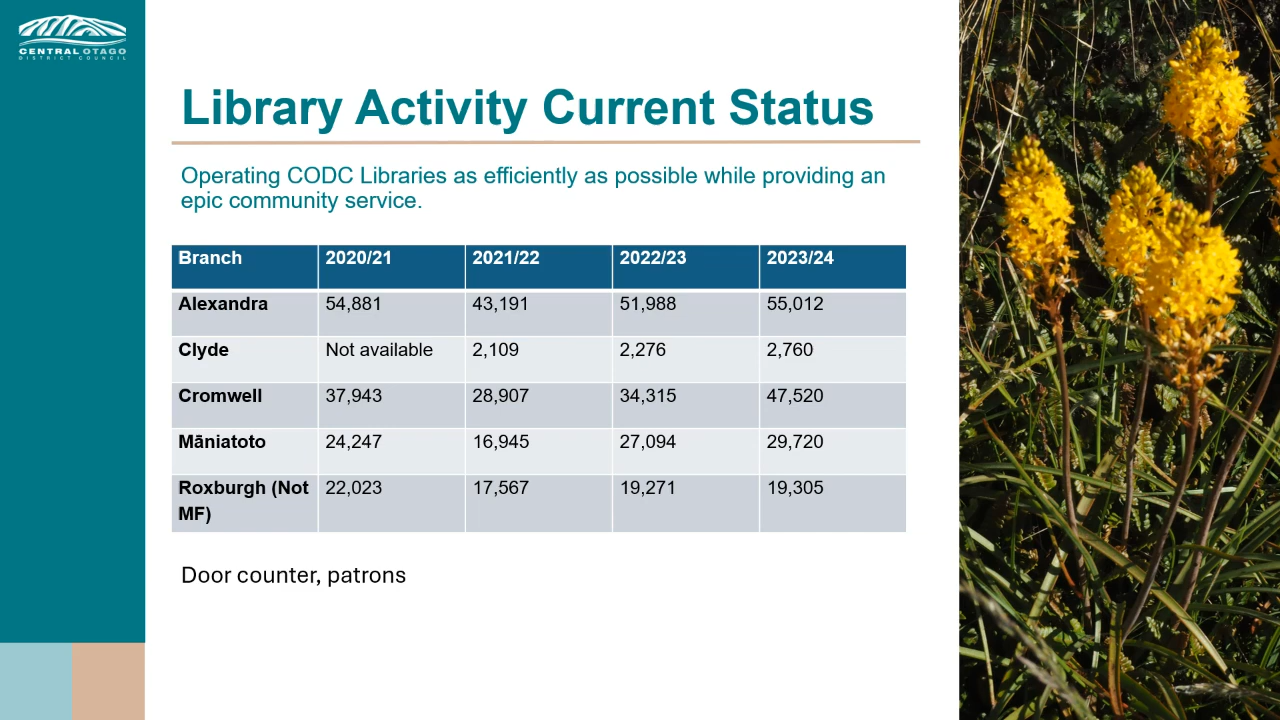 CENTRAL OTAGO
DISTRICT COUNCIL
Library Activity Current Status
Operating CODC Libraries as efficiently as possible while providing an
epic community service.
Branch 2020/21 2021/22 2022/23 2023/24
Alexandra 54,881 43,191 51,988 55,012
Clyde Not available 2,109 2,276 2,760
Cromwell 37,943 28,907 34,315 47,520
Māniatoto 24,247 16,945 27,094 29,720
Roxburgh (Not 22,023 17,567 19,271 19,305
MF)
Door counter, patrons